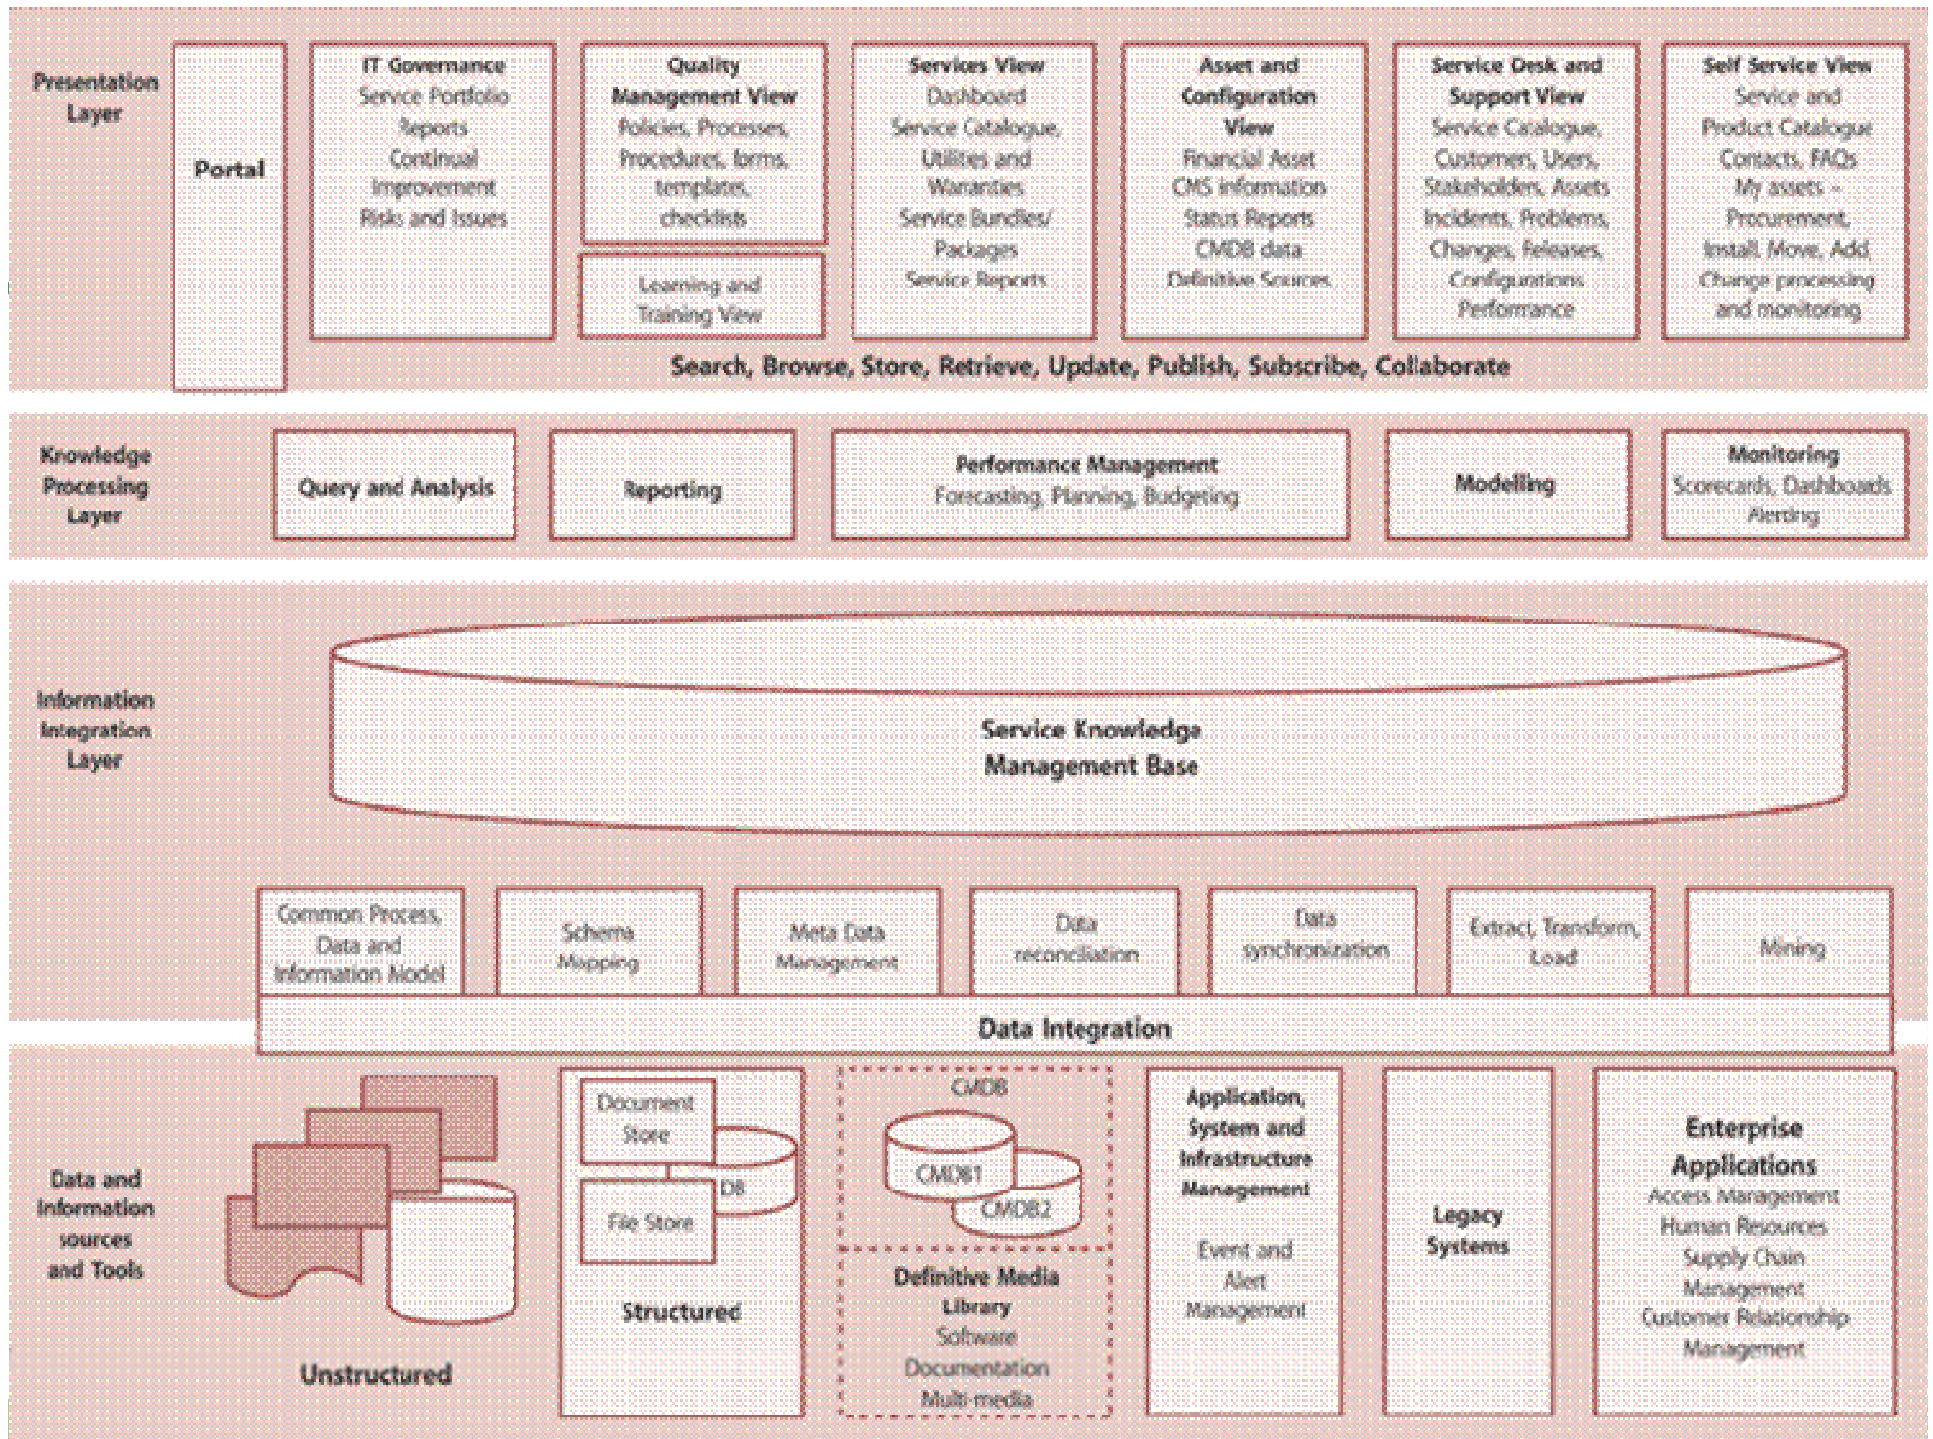 Presentation
Layer
Portal
IT Governance
Service Portfolio
Reports
Continual
Improvement
Risks and Issues
Quality
Management View
Policies, Processes,
Procedures, forms,
templates,
checklists
Learning and
Training View
Services View
Dashboard
Service Catalogue,
Utilites and
Warranties
Service Bundles/
Packages
Service Reports
Asset and
Configuration
View
Financial Asset
CMS information
Status Reports
CMDB data
Definitive Sources
Service Desk and
Support View
Service Catalogue,
Customers, Users,
Stakeholders, Assets
Incidents, Problems,
Changes, Releases,
Configurations
Performance
Self Service View
Service and
Product Catalogue
Contacts, FAQs
My assets –
Procurement,
Install, Move, Add,
Change processing
and monitoring
Search, Browse, Store, Retrieve, Update, Publish, Subscribe, Collaborate
Knowledge
Processing
Layer
Query and Analysis
Reporting
Performance Management
Forecasting, Planning, Budgeting
Modelling
Monitoring
Scorecards, Dashboards
Alerting
Information
Integration
Layer
Service Knowledge
Management Base
Common Process,
Data and
Information Model
Schema
Mapping
Meta Data
Management
Data
reconciliation
Data
synchronization
Extract, Transform,
Load
Mining
Data Integration
Data and
Information
sources
and Tools
Unstructured
Document
Store
DB
File Store
Structured
CMDB
CMDB1
CMDB2
Definitive Media
Library
Software
Documentation
Multi-media
Application,
System and
Infrastructure
Management
Event and
Alert
Management
Legacy
Systems
Enterprise
Applications
Access Management
Human Resources
Supply Chain
Management
Customer Relationship
Management